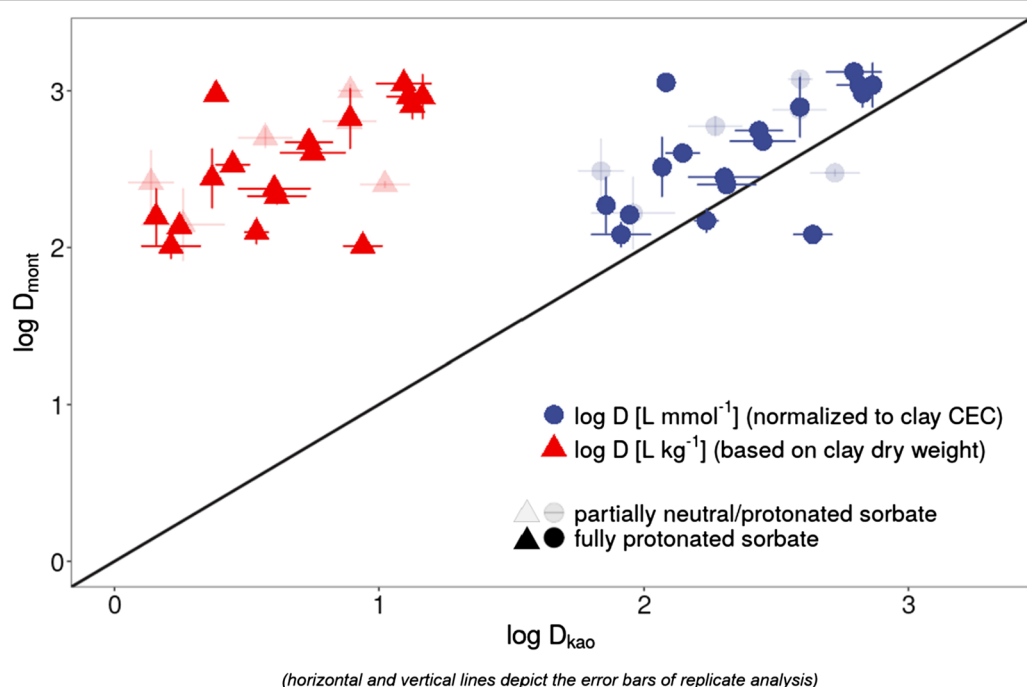 3
2
1
0
log D_mont
log D [L mmol⁻¹] (normalized to clay CEC)
log D [L kg⁻¹] (based on clay dry weight)
partially neutral/protonated sorbate
fully protonated sorbate
0 1 2 3
log D_kao
(horizontal and vertical lines depict the error bars of replicate analysis)